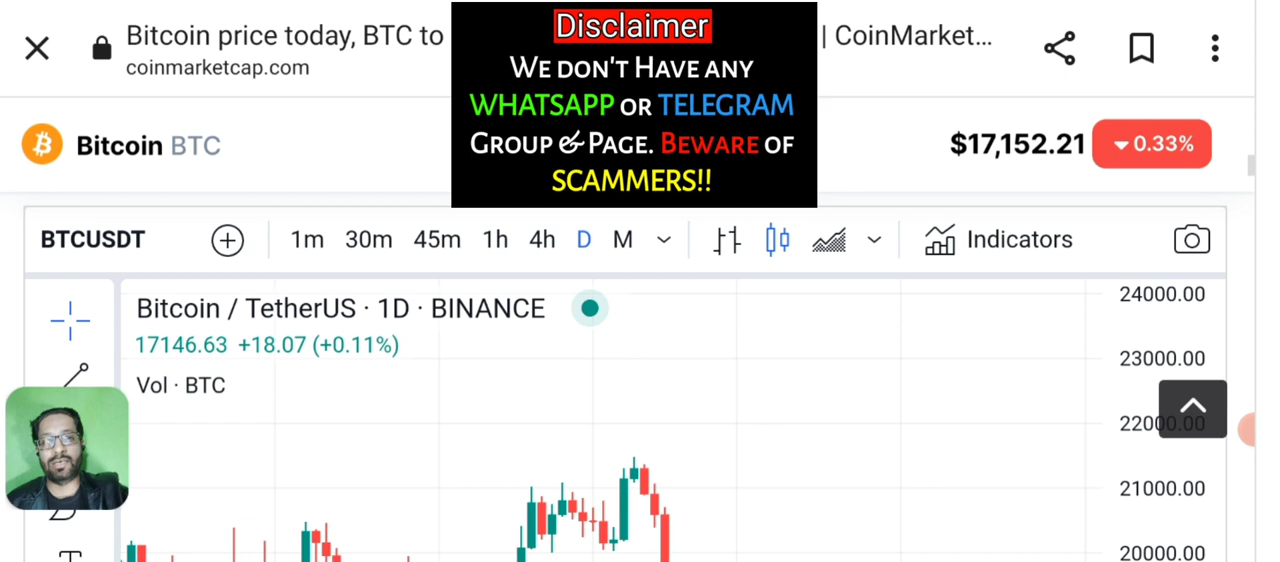 Bitcoin price today, BTC to
| CoinMarket...
coinmarketcap.com
Disclaimer
WE DON'T HAVE ANY
WHATSAPP OR TELEGRAM
GROUP & PAGE. BEWARE OF
SCAMMERS!!
Bitcoin BTC
$17,152.21
0.33%
BTCUSDT
1m 30m 45m 1h 4h D M
Indicators
Bitcoin / TetherUS · 1D · BINANCE
17146.63 +18.07 (+0.11%)
Vol · BTC
24000.00
23000.00
22000.00
21000.00
20000.00